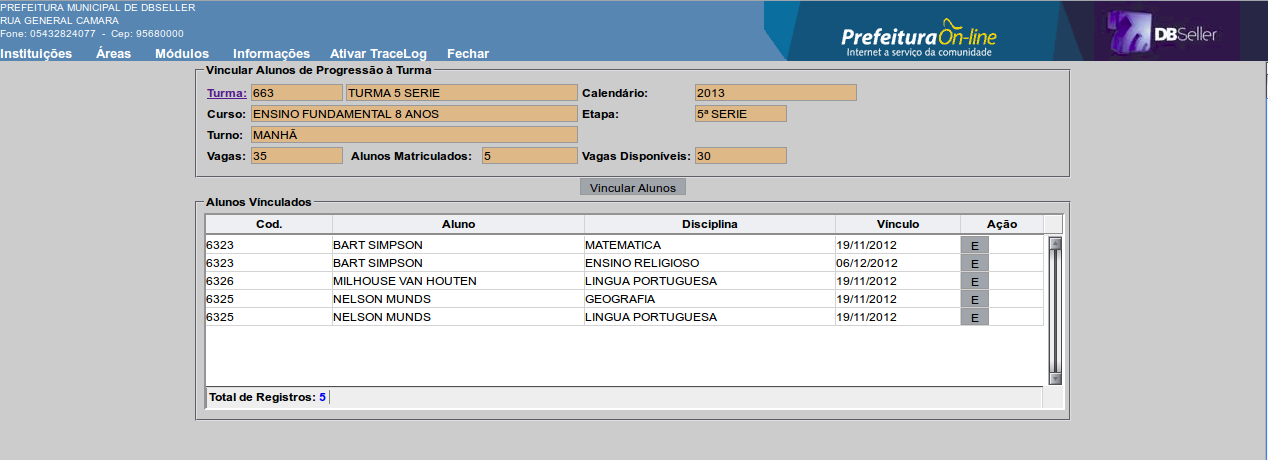 PREFEITURA MUNICIPAL DE DBSELLER
RUA GENERAL CAMARA
Fone: 05432824077 - Cep: 95680000
PrefeituraOn-line
Internet a serviço da comunidade
DBSeller
Instituições Áreas Módulos Informações Ativar TraceLog Fechar
Vincular Alunos de Progressão à Turma
Turma: 663 TURMA 5 SERIE Calendário: 2013
Curso: ENSINO FUNDAMENTAL 8 ANOS Etapa: 5ª SERIE
Turno: MANHÃ
Vagas: 35 Alunos Matriculados: 5 Vagas Disponíveis: 30
Vincular Alunos
Alunos Vínculados
Cod. Aluno Disciplina Vínculo Ação
6323 BART SIMPSON MATEMATICA 19/11/2012 E
6323 BART SIMPSON ENSINO RELIGIOSO 06/12/2012 E
6326 MILHOUSE VAN HOUTEN LINGUA PORTUGUESA 19/11/2012 E
6325 NELSON MUNDS GEOGRAFIA 19/11/2012 E
6325 NELSON MUNDS LINGUA PORTUGUESA 19/11/2012 E
Total de Registros: 5